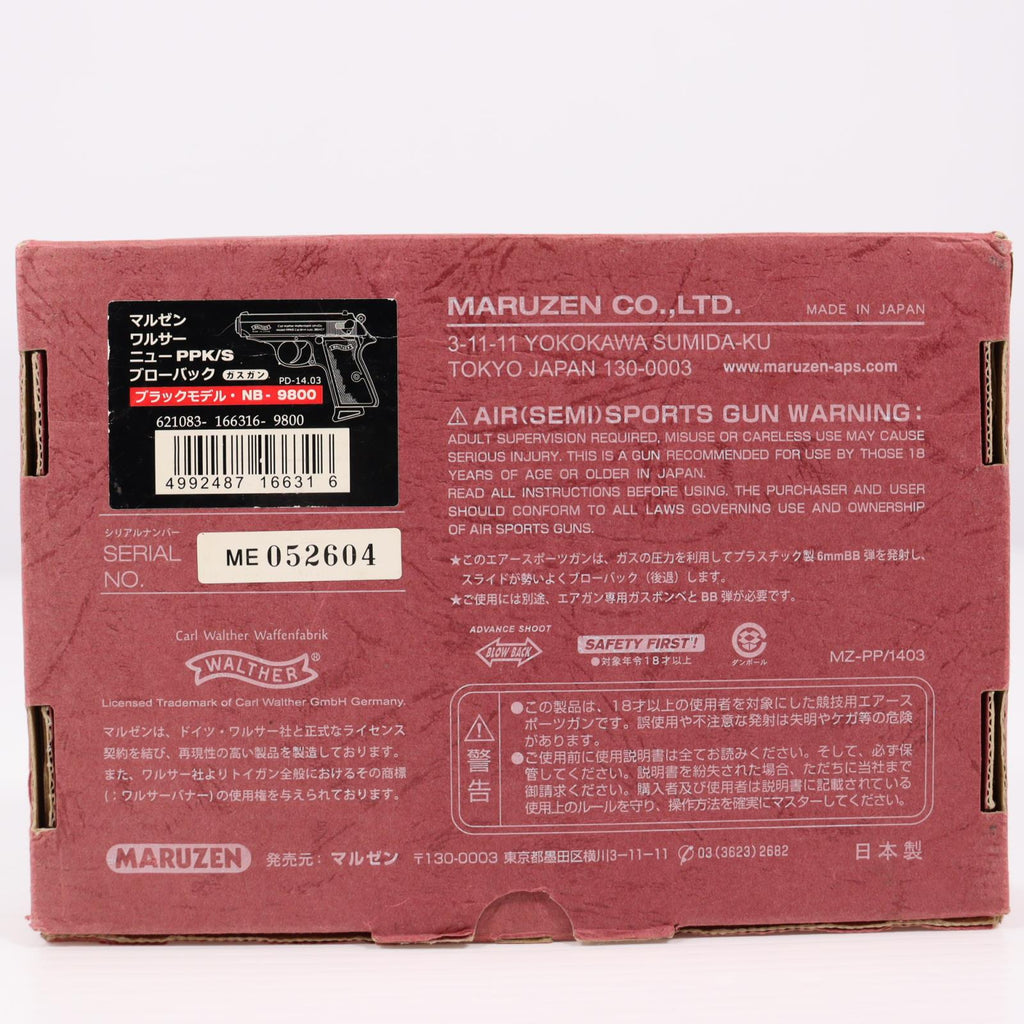 マルゼン
ワルサー
ニュー PPK/S
ブローバック ガスガン
PD-14.03
ブラックモデル・NB-9800
621083- 166316- 9800
4992487 16631 6
シリアルナンバー
SERIAL
NO.
ME 052604
Carl Walther Waffenfabrik
WALTHER®
Licensed Trademark of Carl Walther GmbH Germany.
マルゼンは、ドイツ・ワルサー社と正式なライセンス
契約を結び、再現性の高い製品を製造しております。
また、ワルサー社よりトイガン全般におけるその商標
(:ワルサーバナー)の使用権を与えられております。
MARUZEN CO.,LTD.
MADE IN JAPAN
3-11-11 YOKOKAWA SUMIDA-KU
TOKYO JAPAN 130-0003 www.maruzen-aps.com
⚠AIR(SEMI)SPORTS GUN WARNING:
ADULT SUPERVISION REQUIRED, MISUSE OR CARELESS USE MAY CAUSE
SERIOUS INJURY. THIS IS A GUN RECOMMENDED FOR USE BY THOSE 18
YEARS OF AGE OR OLDER IN JAPAN.
READ ALL INSTRUCTIONS BEFORE USING. THE PURCHASER AND USER
SHOULD CONFORM TO ALL LAWS GOVERNING USE AND OWNERSHIP
OF AIR SPORTS GUNS.
★このエアースポーツガンは、ガスの圧力を利用してプラスチック製6mmBB弾を発射し、
スライドが勢いよくブローバック(後退)します。
★ご使用には別途、エアガン専用ガスボンベとBB弾が必要です。
ADVANCE SHOOT
BLOW BACK
SAFETY FIRST!
●対象年令18才以上
ダンボール
MZ-PP/1403
⚠警告
●この製品は、18才以上の使用者を対象にした競技用エアース
ポーツガンです。誤使用や不注意な発射は失明やケガ等の危険
があります。
●ご使用前に使用説明書は全てお読みください。そして、必ず保
管してください。説明書を紛失された場合、ただちに当社まで
御請求ください。購入者及び使用者は説明書に記載されている
使用上のルールを守り、操作方法を確実にマスターしてください。
MARUZEN 発売元:マルゼン 〒130-0003 東京都墨田区横川3-11-11 ✆03(3623)2682
日本製